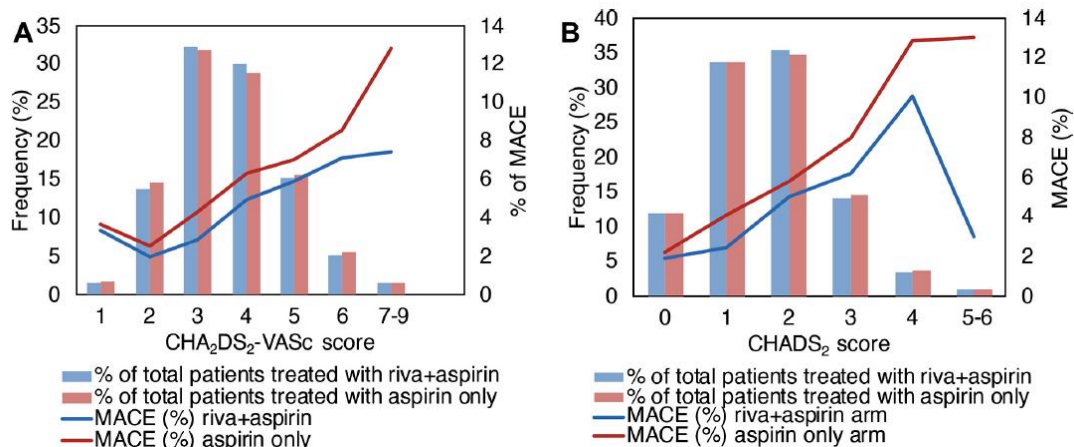 A
Frequency (%)
35
30
25
20
15
10
5
0
14
12
10
8
6
4
2
0
% of MACE
1 2 3 4 5 6 7-9
CHA₂DS₂-VASc score
% of total patients treated with riva+aspirin
% of total patients treated with aspirin only
MACE (%) riva+aspirin
MACE (%) aspirin only
B
Frequency (%)
40
35
30
25
20
15
10
5
0
14
12
10
8
6
4
2
0
MACE (%)
0 1 2 3 4 5-6
CHADS₂ score
% of total patients treated with riva+aspirin
% of total patients treated with aspirin only
MACE (%) riva+aspirin arm
MACE (%) aspirin only arm